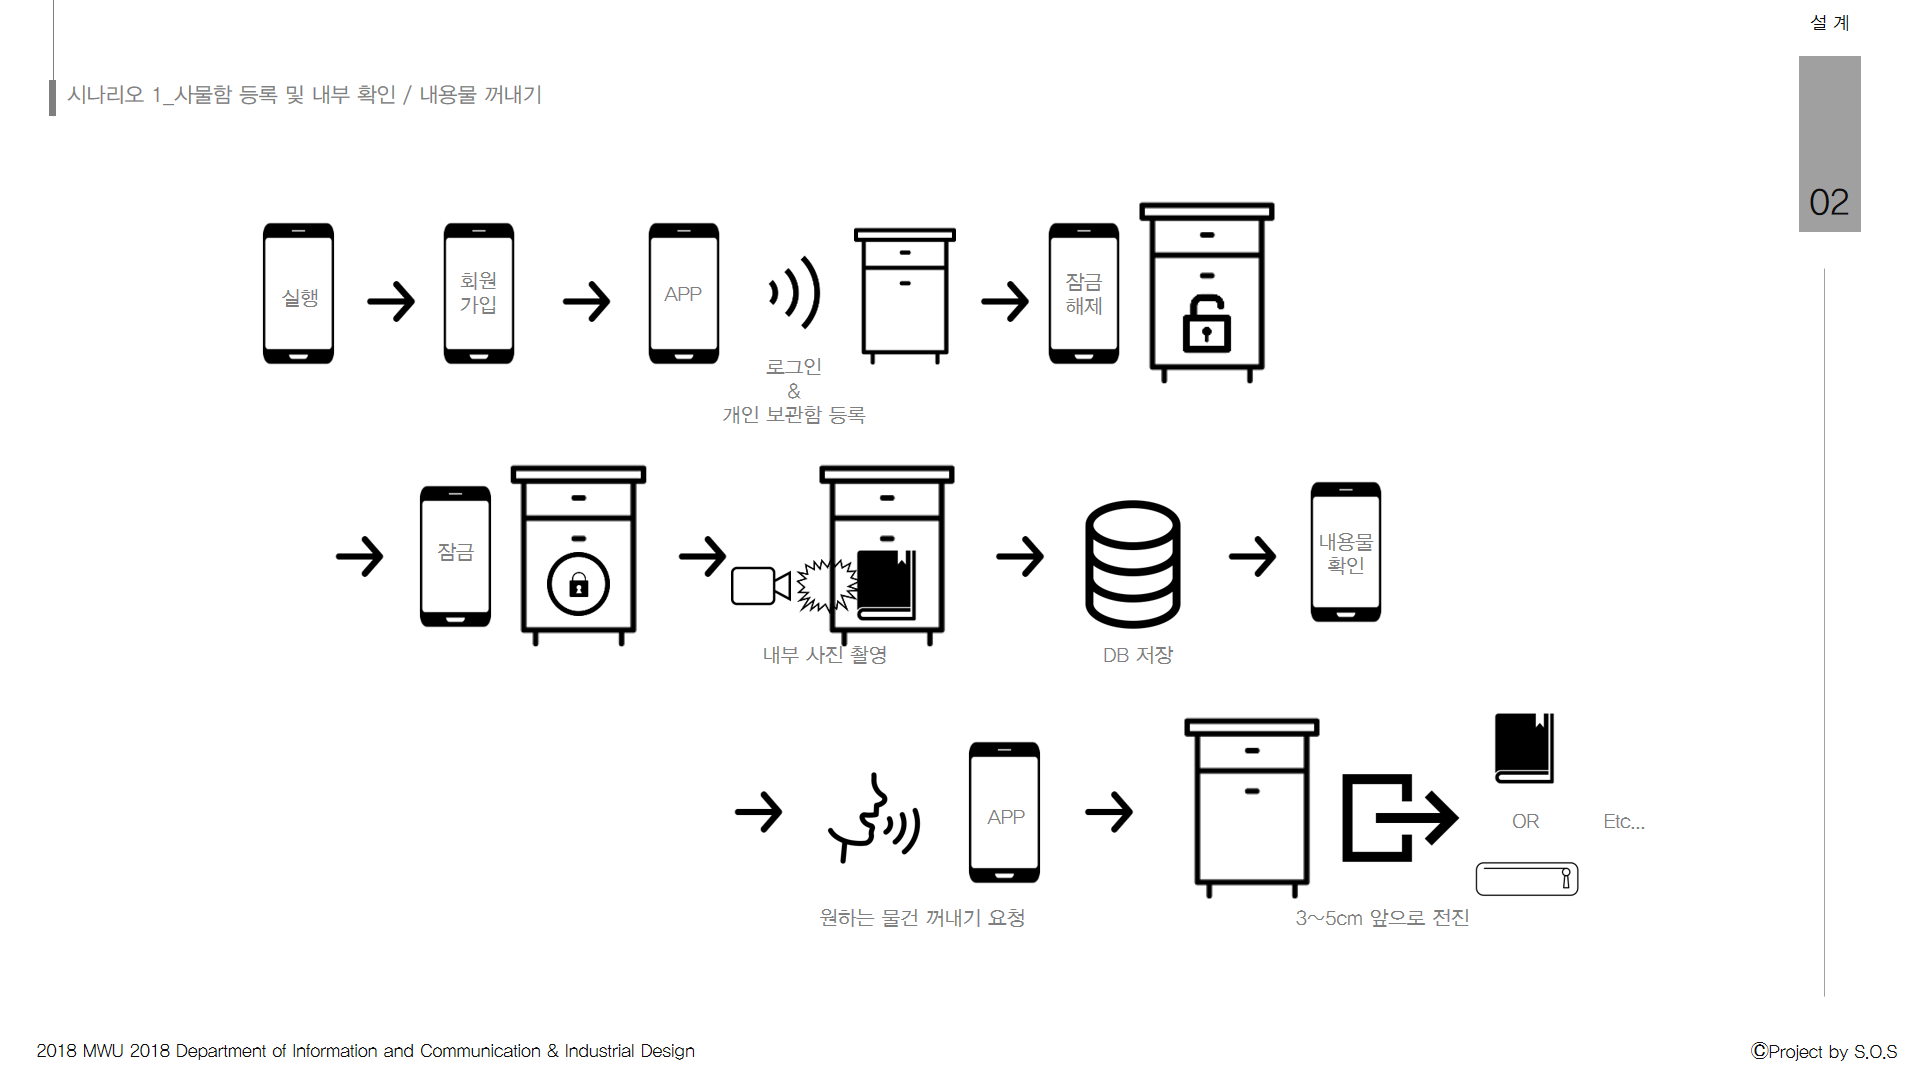 설 계
02
시나리오 1_사물함 등록 및 내부 확인 / 내용물 꺼내기
실행
회원
가입
APP
로그인
&
개인 보관함 등록
잠금
해제
잠금
내부 사진 촬영
DB 저장
내용물
확인
원하는 물건 꺼내기 요청
APP
3~5cm 앞으로 전진
OR
Etc...
2018 MWU 2018 Department of Information and Communication & Industrial Design
©Project by S.O.S